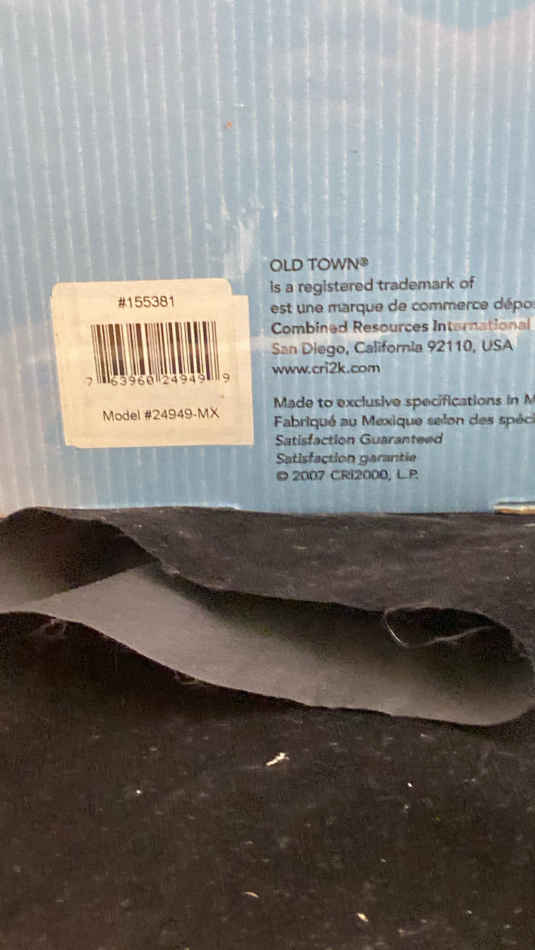 #155381
7 63960 24949 9
Model #24949-MX
OLD TOWN®
is a registered trademark of
est une marque de commerce dépo
Combined Resources International
San Diego, California 92110, USA
www.cri2k.com
Made to exclusive specifications in M
Fabriqué au Mexique selon des spéci
Satisfaction Guaranteed
Satisfaction garantie
© 2007 CRI2000, L.P.